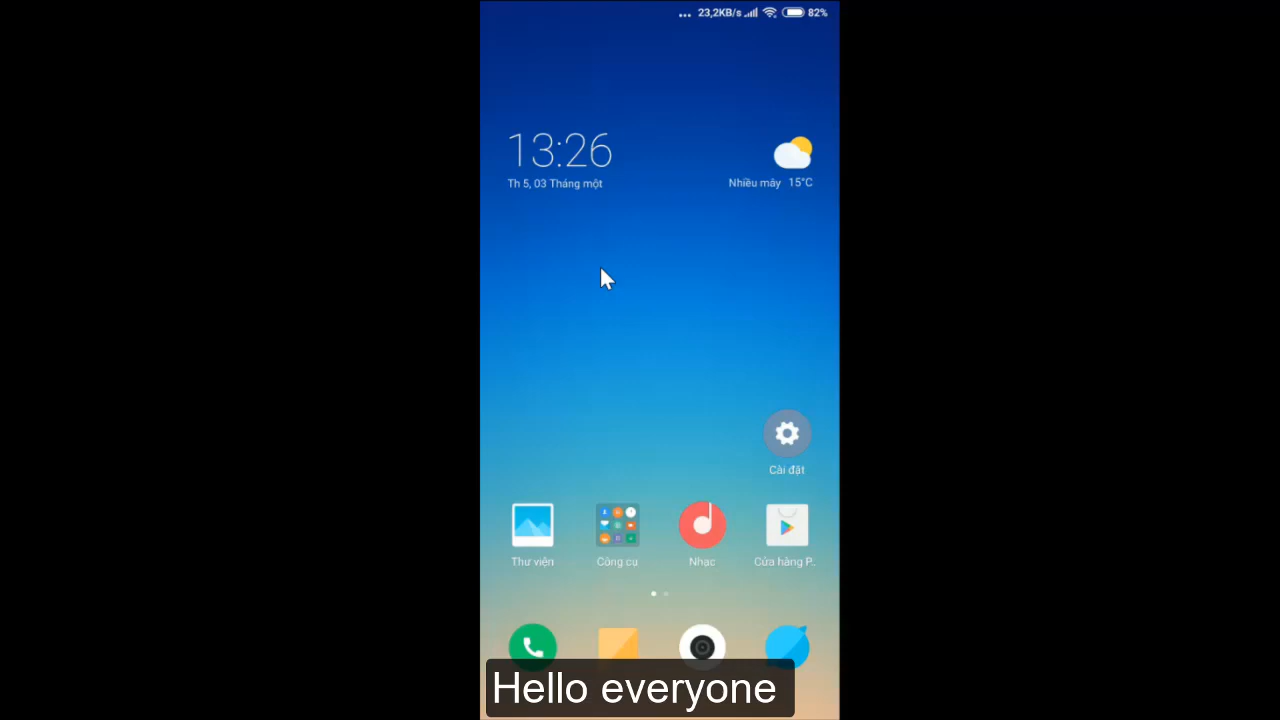 ... 23,2KB/s 82%
13:26
Th 5, 03 Tháng một
Nhiều mây 15°C
Cài đặt
Thư viện Công cụ Nhạc Cửa hàng P..
Hello everyone